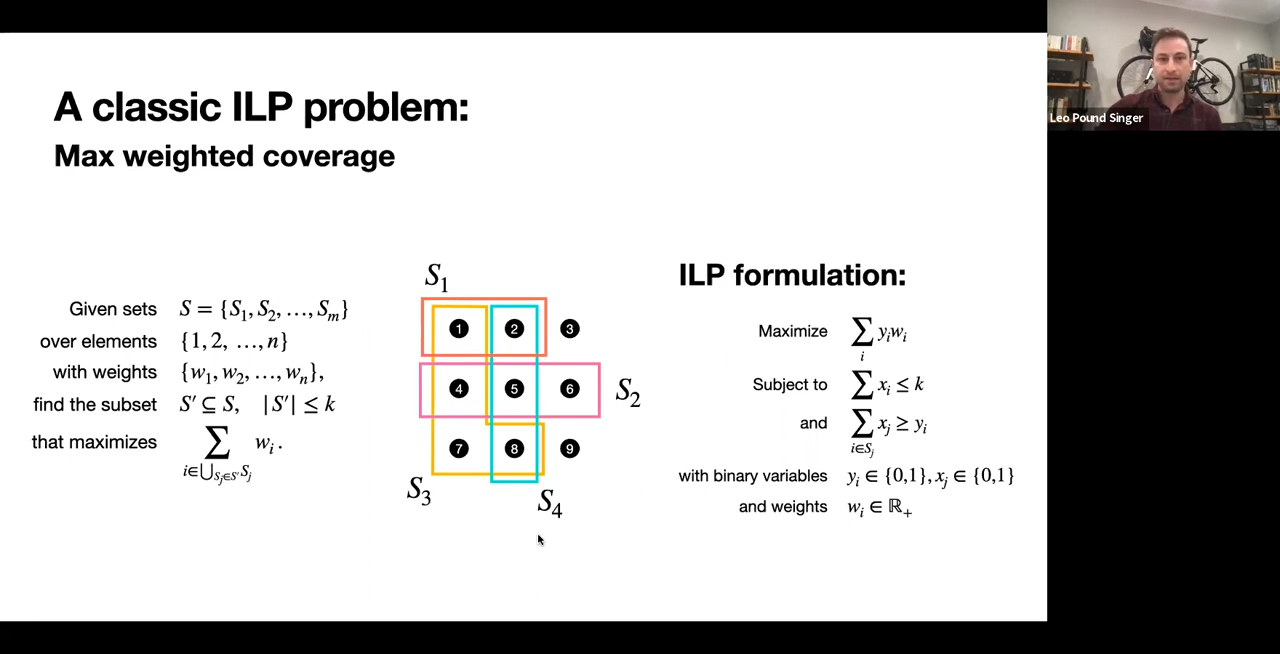 A classic ILP problem:
Max weighted coverage
Given sets S = {S₁, S₂, …, Sₘ}
over elements {1, 2, …, n}
with weights {w₁, w₂, …, wₙ},
find the subset S′ ⊆ S, |S′| ≤ k
that maximizes ∑ wᵢ.
i∈⋃_{Sⱼ∈S′} Sⱼ
S₁
1 2 3
4 5 6
S₂
7 8 9
S₃
S₄
ILP formulation:
Maximize ∑ yᵢwᵢ
i
Subject to ∑ xᵢ ≤ k
and ∑ xⱼ ≥ yᵢ
i∈Sⱼ
with binary variables yᵢ ∈ {0,1}, xⱼ ∈ {0,1}
and weights wᵢ ∈ ℝ₊
Leo Pound Singer